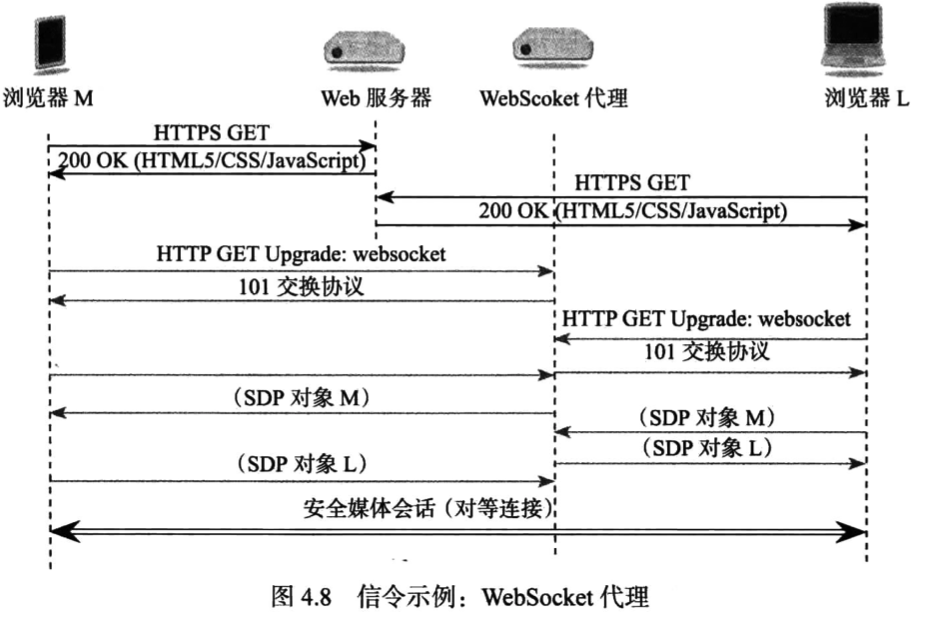 浏览器 M
Web 服务器
WebScoket 代理
浏览器 L
HTTPS GET
200 OK (HTML5/CSS/JavaScript)
HTTPS GET
200 OK (HTML5/CSS/JavaScript)
HTTP GET Upgrade: websocket
101 交换协议
HTTP GET Upgrade: websocket
101 交换协议
（SDP 对象 M）
（SDP 对象 M）
（SDP 对象 L）
（SDP 对象 L）
安全媒体会话（对等连接）
图 4.8 信令示例：WebSocket 代理